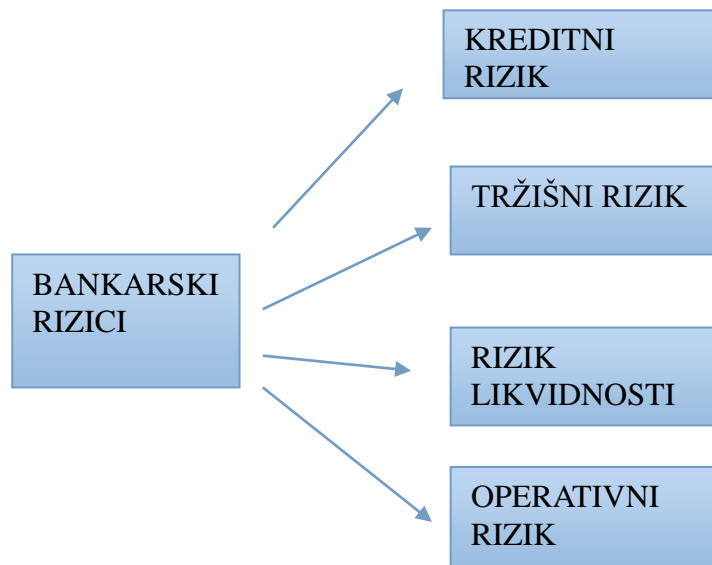 KREDITNI
RIZIK
TRŽIŠNI RIZIK
BANKARSKI
RIZICI
RIZIK
LIKVIDNOSTI
OPERATIVNI
RIZIK